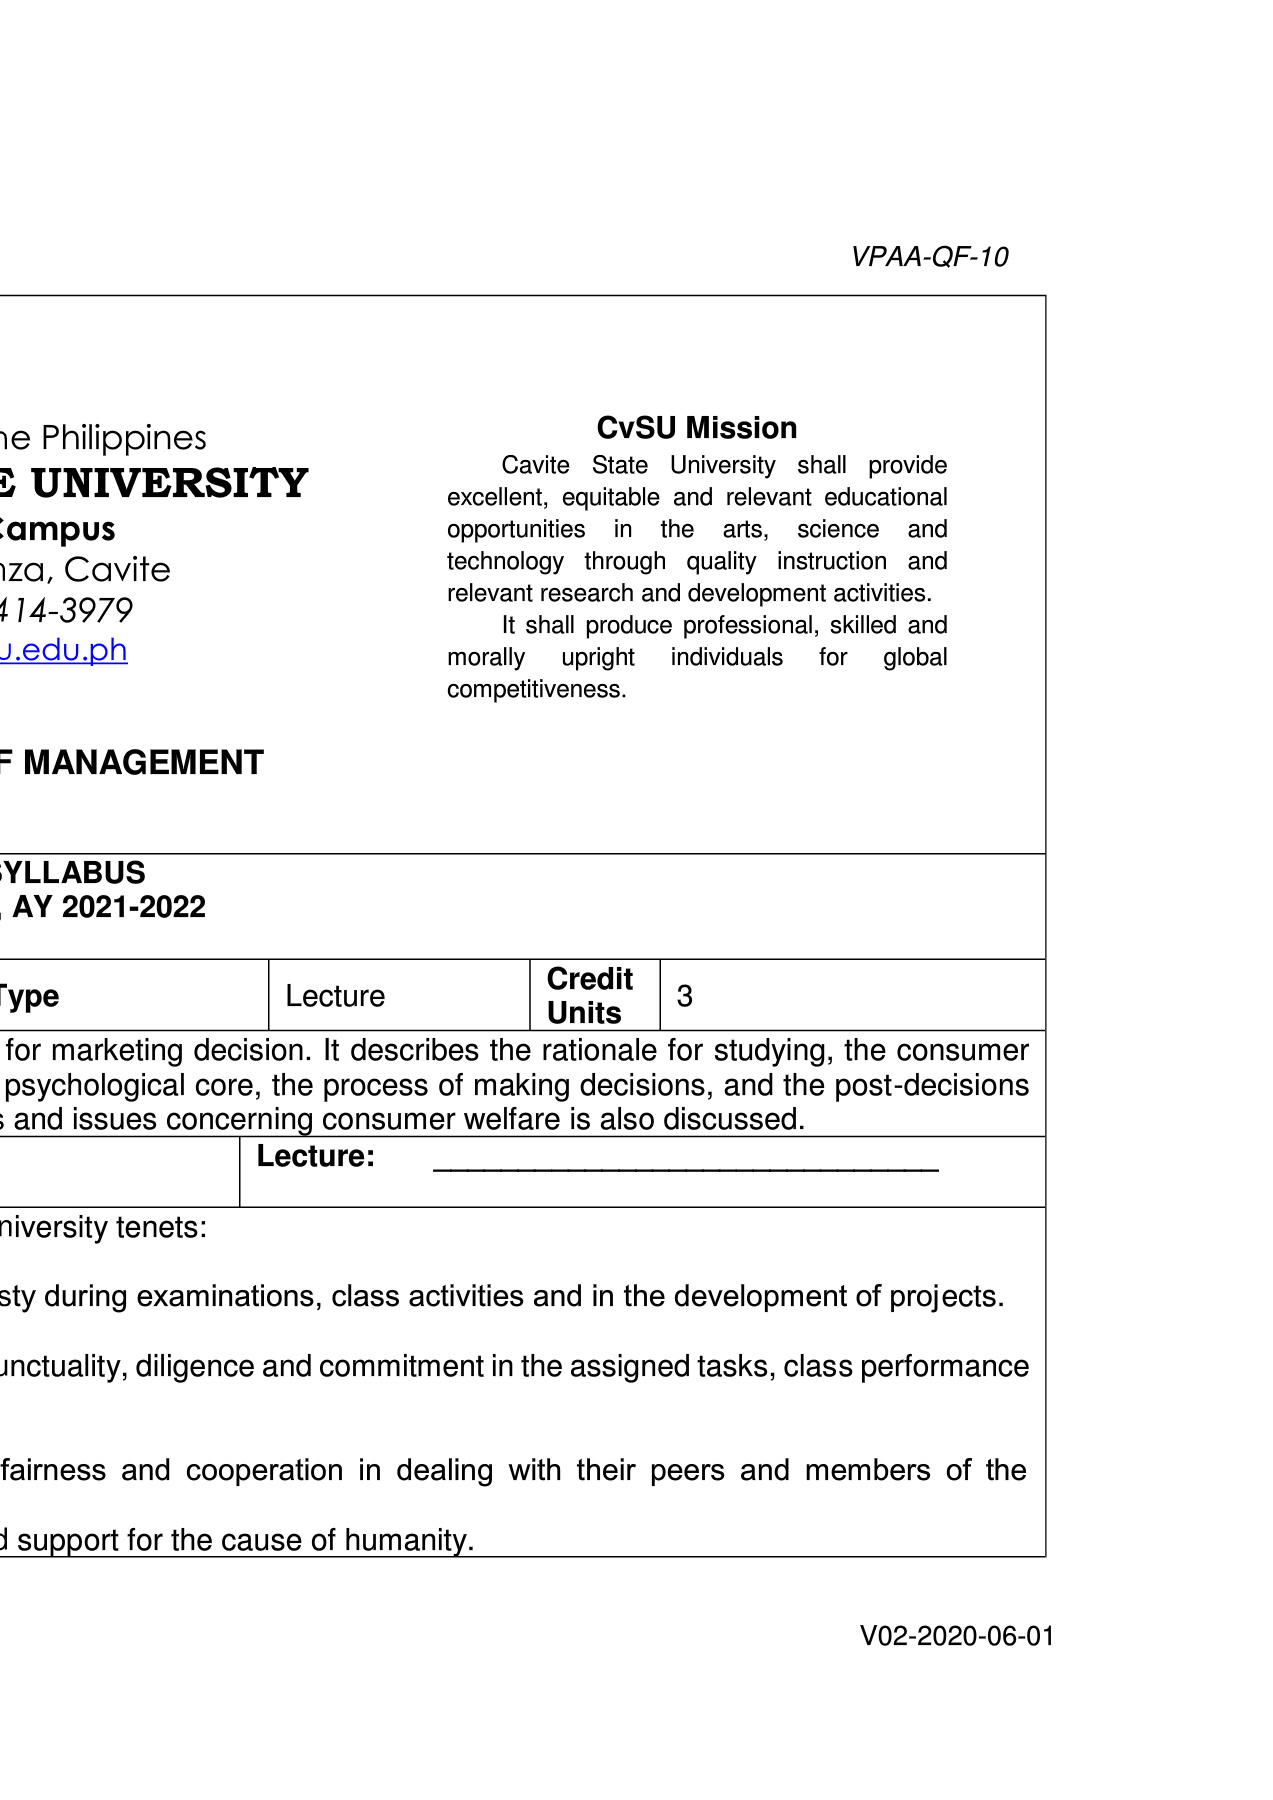 VPAA-QF-10
he Philippines
E UNIVERSITY
Campus
nza, Cavite
414-3979
u.edu.ph
F MANAGEMENT
CvSU Mission
Cavite State University shall provide
excellent, equitable and relevant educational
opportunities in the arts, science and
technology through quality instruction and
relevant research and development activities.
It shall produce professional, skilled and
morally upright individuals for global
competitiveness.
SYLLABUS
, AY 2021-2022
Type
Lecture
Credit
Units
3
for marketing decision. It describes the rationale for studying, the consumer
psychological core, the process of making decisions, and the post-decisions
s and issues concerning consumer welfare is also discussed.
Lecture: ______________________________
niversity tenets:
sty during examinations, class activities and in the development of projects.
unctuality, diligence and commitment in the assigned tasks, class performance
fairness and cooperation in dealing with their peers and members of the
d support for the cause of humanity.
V02-2020-06-01